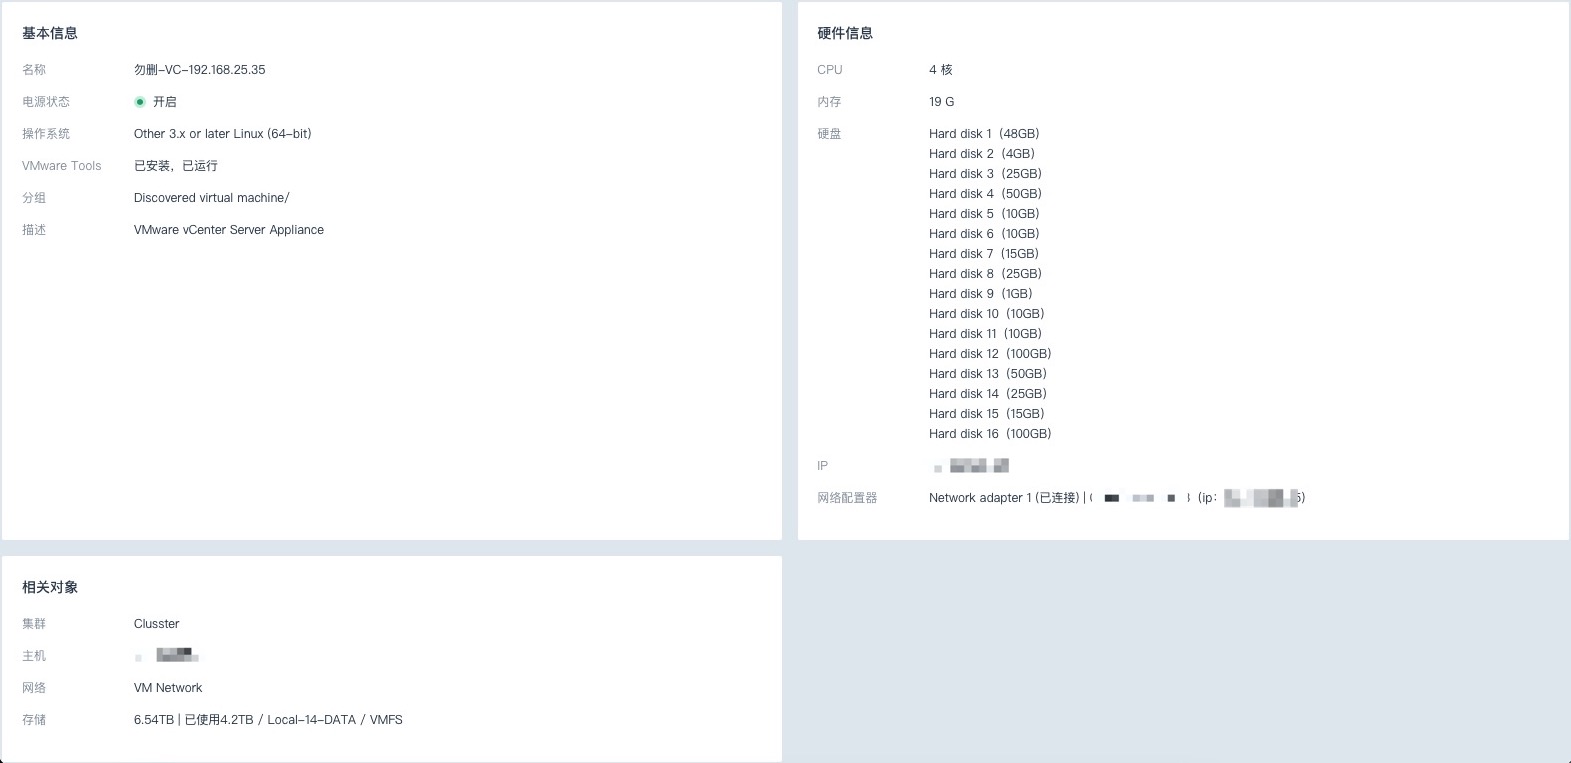 基本信息
名称 勿删-VC-192.168.25.35
电源状态 开启
操作系统 Other 3.x or later Linux (64-bit)
VMware Tools 已安装，已运行
分组 Discovered virtual machine/
描述 VMware vCenter Server Appliance
硬件信息
CPU 4 核
内存 19 G
硬盘 Hard disk 1（48GB）
Hard disk 2（4GB）
Hard disk 3（25GB）
Hard disk 4（50GB）
Hard disk 5（10GB）
Hard disk 6（10GB）
Hard disk 7（15GB）
Hard disk 8（25GB）
Hard disk 9（1GB）
Hard disk 10（10GB）
Hard disk 11（10GB）
Hard disk 12（100GB）
Hard disk 13（50GB）
Hard disk 14（25GB）
Hard disk 15（15GB）
Hard disk 16（100GB）
IP
网络配置器 Network adapter 1 (已连接) | （ip： ）
相关对象
集群 Clusster
主机
网络 VM Network
存储 6.54TB | 已使用4.2TB / Local-14-DATA / VMFS